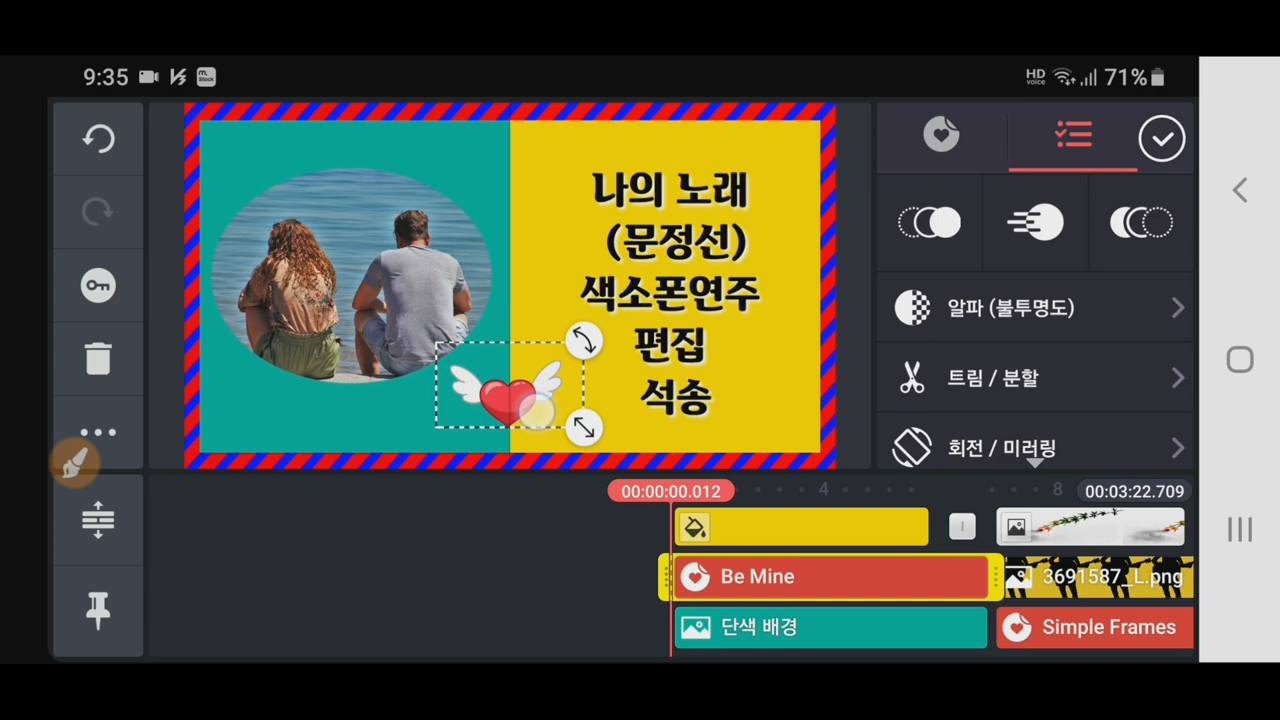 9:35
m.Stock
HD voice
71%
나의 노래
(문정선)
색소폰연주
편집
석송
알파 (불투명도)
트림 / 분할
회전 / 미러링
00:00:00.012
4
8
00:03:22.709
Be Mine
3691587_L.png
단색 배경
Simple Frames